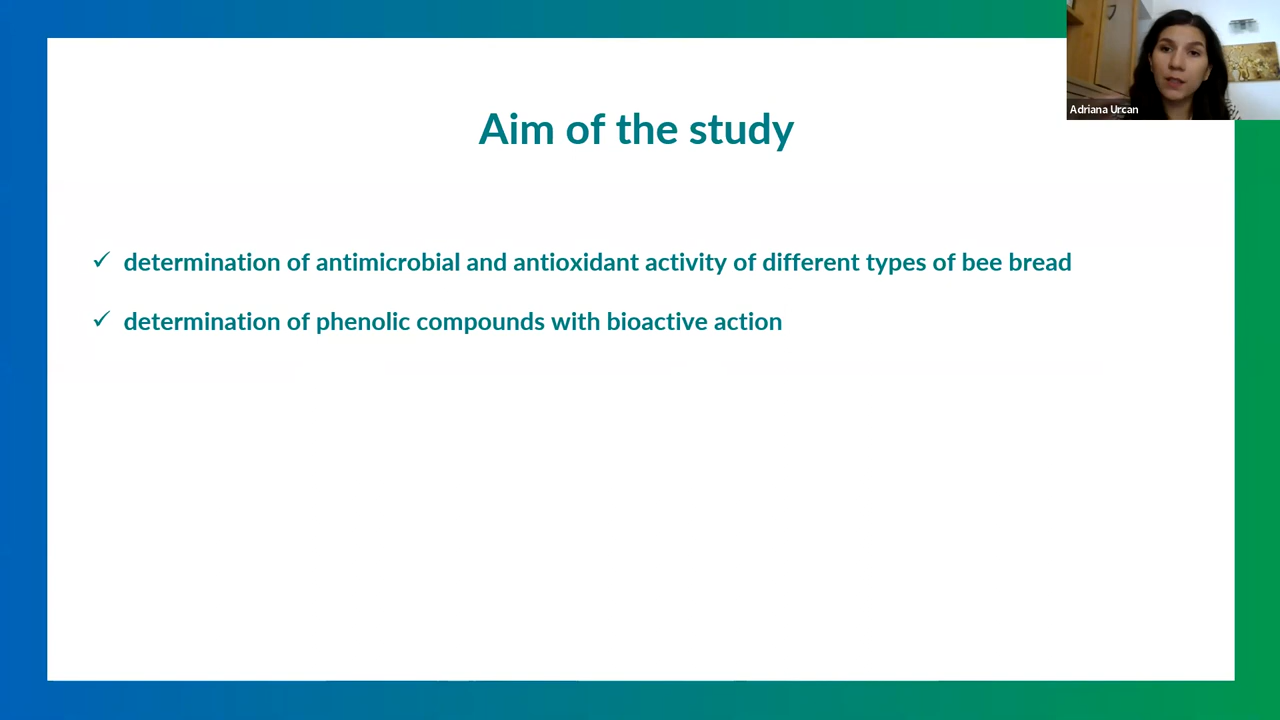 Adriana Urcan
Aim of the study
✓ determination of antimicrobial and antioxidant activity of different types of bee bread
✓ determination of phenolic compounds with bioactive action